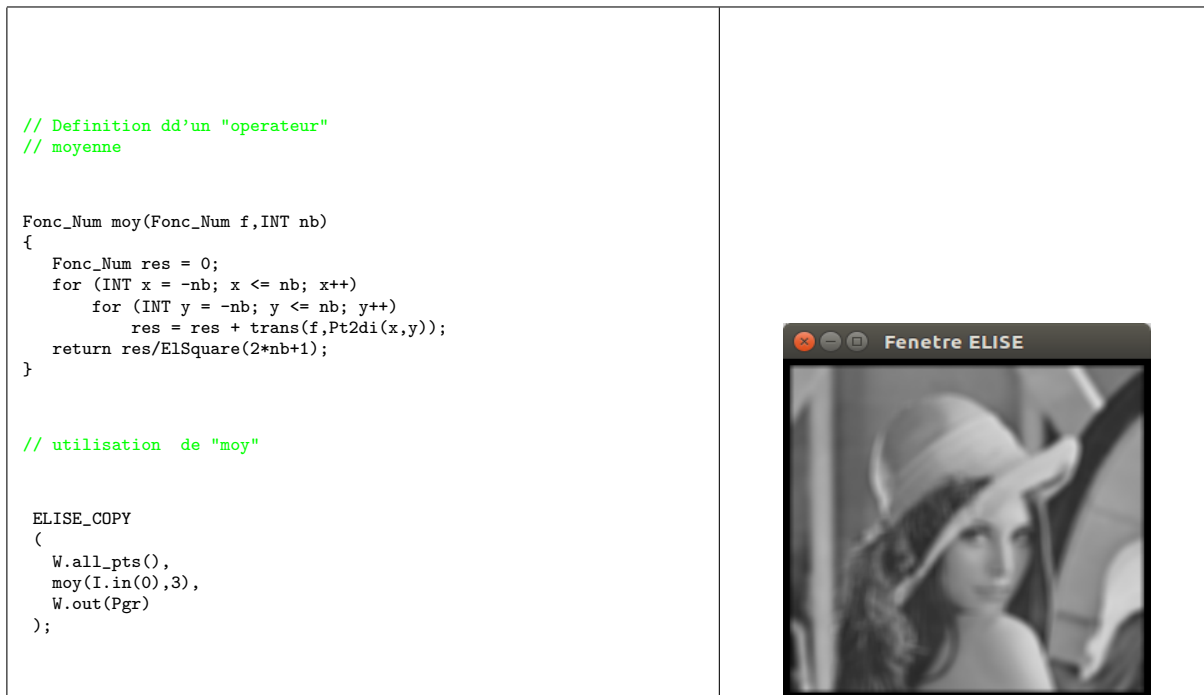 // Definition dd'un "operateur"
// moyenne
Fonc_Num moy(Fonc_Num f,INT nb)
{
   Fonc_Num res = 0;
   for (INT x = -nb; x <= nb; x++)
       for (INT y = -nb; y <= nb; y++)
           res = res + trans(f,Pt2di(x,y));
   return res/ElSquare(2*nb+1);
}
// utilisation  de "moy"
ELISE_COPY
(
  W.all_pts(),
  moy(I.in(0),3),
  W.out(Pgr)
);
Fenetre ELISE